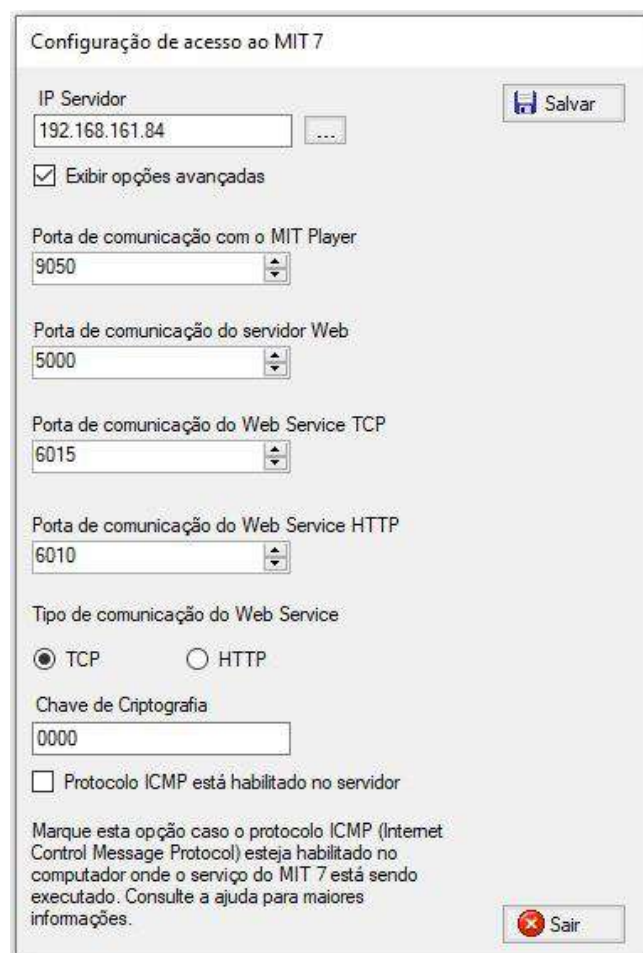 Configuração de acesso ao MIT 7
IP Servidor
Salvar
192.168.161.84
...
Exibir opções avançadas
Porta de comunicação com o MIT Player
9050
Porta de comunicação do servidor Web
5000
Porta de comunicação do Web Service TCP
6015
Porta de comunicação do Web Service HTTP
6010
Tipo de comunicação do Web Service
TCP
HTTP
Chave de Criptografia
0000
Protocolo ICMP está habilitado no servidor
Marque esta opção caso o protocolo ICMP (Internet
Control Message Protocol) esteja habilitado no
computador onde o serviço do MIT 7 está sendo
executado. Consulte a ajuda para maiores
informações.
Sair